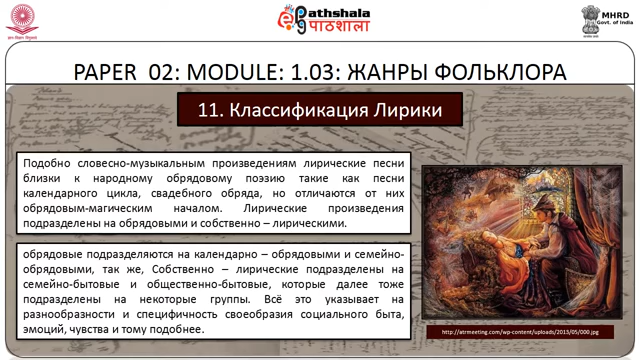 ePathshala
पाठशाला
MHRD
Govt. of India
PAPER 02: MODULE: 1.03: ЖАНРЫ ФОЛЬКЛОРА
11. Классификация Лирики
Подобно словесно-музыкальным произведениям лирические песни
близки к народному обрядовому поэзию такие как песни
календарного цикла, свадебного обряда, но отличаются от них
обрядовым-магическим началом. Лирические произведения
подразделены на обрядовыми и собственно – лирическими.
обрядовые подразделяются на календарно – обрядовыми и семейно-
обрядовыми, так же, Собственно – лирические подразделены на
семейно-бытовые и общественно-бытовые, которые далее тоже
подразделены на некоторые группы. Всё это указывает на
разнообразности и специфичность своеобразия социального быта,
эмоций, чувства и тому подобнее.
http://atrmeeting.com/wp-content/uploads/2013/05/000.jpg